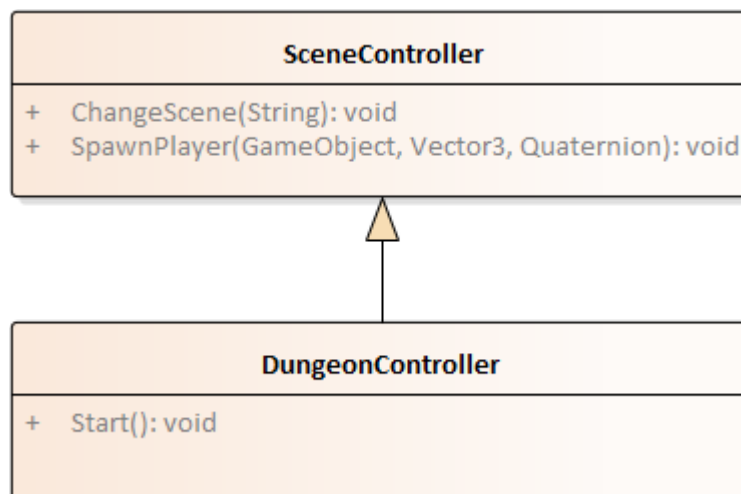 SceneController
+ ChangeScene(String): void
+ SpawnPlayer(GameObject, Vector3, Quaternion): void
DungeonController
+ Start(): void